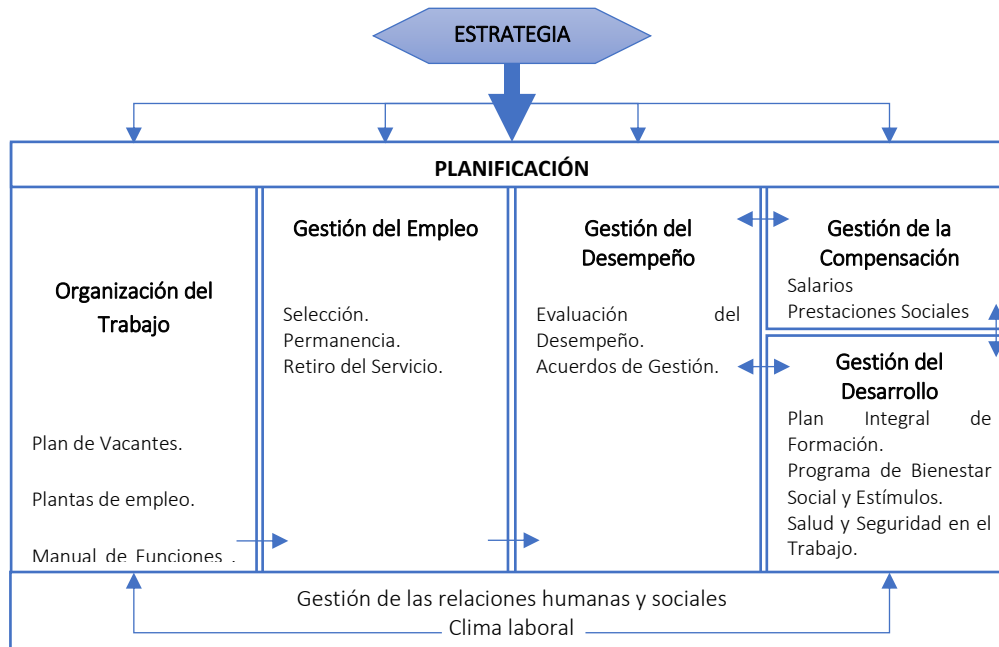 ESTRATEGIA
PLANIFICACIÓN
Organización del
Trabajo
Plan de Vacantes.
Plantas de empleo.
Manual de Funciones .
Gestión del Empleo
Selección.
Permanencia.
Retiro del Servicio.
Gestión del
Desempeño
Evaluación del
Desempeño.
Acuerdos de Gestión.
Gestión de la
Compensación
Salarios
Prestaciones Sociales
Gestión del
Desarrollo
Plan Integral de
Formación.
Programa de Bienestar
Social y Estímulos.
Salud y Seguridad en el
Trabajo.
Gestión de las relaciones humanas y sociales
Clima laboral